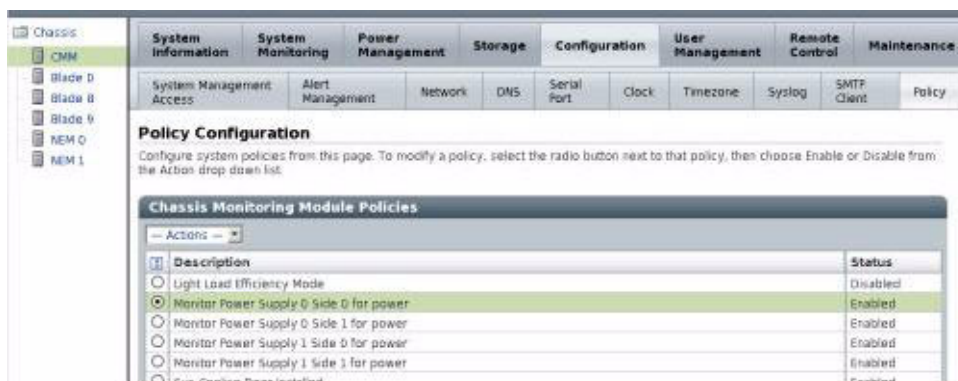 Chassis
CMM
Blade 0
Blade 8
Blade 9
NEM 0
NEM 1
System Information
System Monitoring
Power Management
Storage
Configuration
User Management
Remote Control
Maintenance
System Management Access
Alert Management
Network
DNS
Serial Port
Clock
Timezone
Syslog
SMTP Client
Policy
Policy Configuration
Configure system policies from this page. To modify a policy, select the radio button next to that policy, then choose Enable or Disable from
the Action drop down list.
Chassis Monitoring Module Policies
— Actions —
Description Status
Light Load Efficiency Mode Disabled
Monitor Power Supply 0 Side 0 for power Enabled
Monitor Power Supply 0 Side 1 for power Enabled
Monitor Power Supply 1 Side 0 for power Enabled
Monitor Power Supply 1 Side 1 for power Enabled